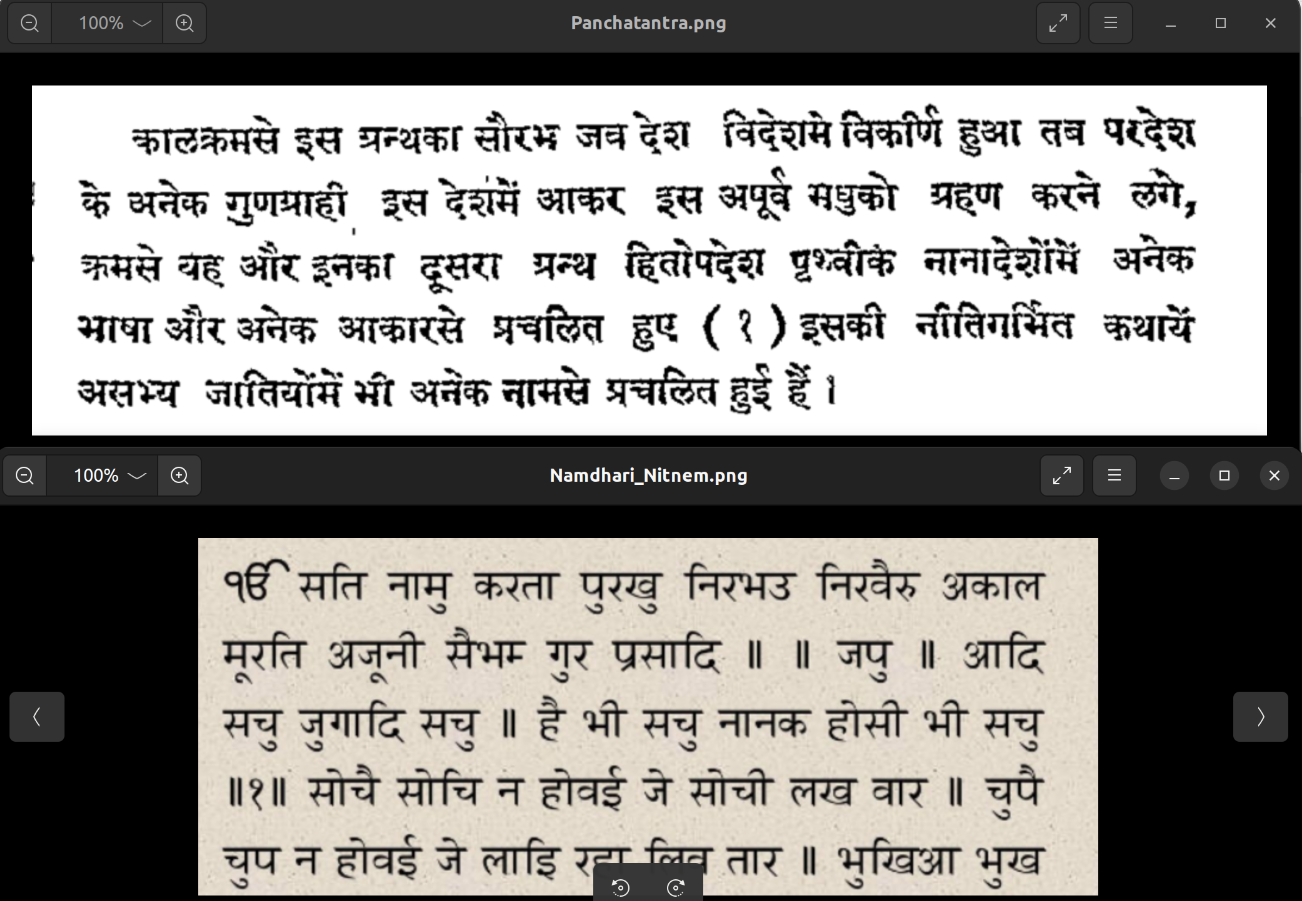 100%
Panchatantra.png
कालक्रमसे इस ग्रन्थका सौरभ जब देश विदेशमे विकीर्ण हुआ तब परदेश
के अनेक गुणग्राही इस देशमें आकर इस अपूर्व मधुको ग्रहण करने लगे,
क्रमसे यह और इनका दूसरा ग्रन्थ हितोपदेश पृथ्वीके नानादेशोंमें अनेक
भाषा और अनेक आकारसे प्रचलित हुए ( १ ) इसकी नीतिगर्भित कथायें
असभ्य जातियोंमें भी अनेक नामसे प्रचलित हुई हैं ।
100%
Namdhari_Nitnem.png
ੴ सति नामु करता पुरखु निरभउ निरवैरु अकाल
मूरति अजूनी सैभम गुर प्रसादि ॥ ॥ जपु ॥ आदि
सचु जुगादि सचु ॥ है भी सचु नानक होसी भी सचु
॥१॥ सोचै सोचि न होवई जे सोची लख वार ॥ चुपै
चुप न होवई जे लाइि रहा लिव तार ॥ भुखिआ भुख